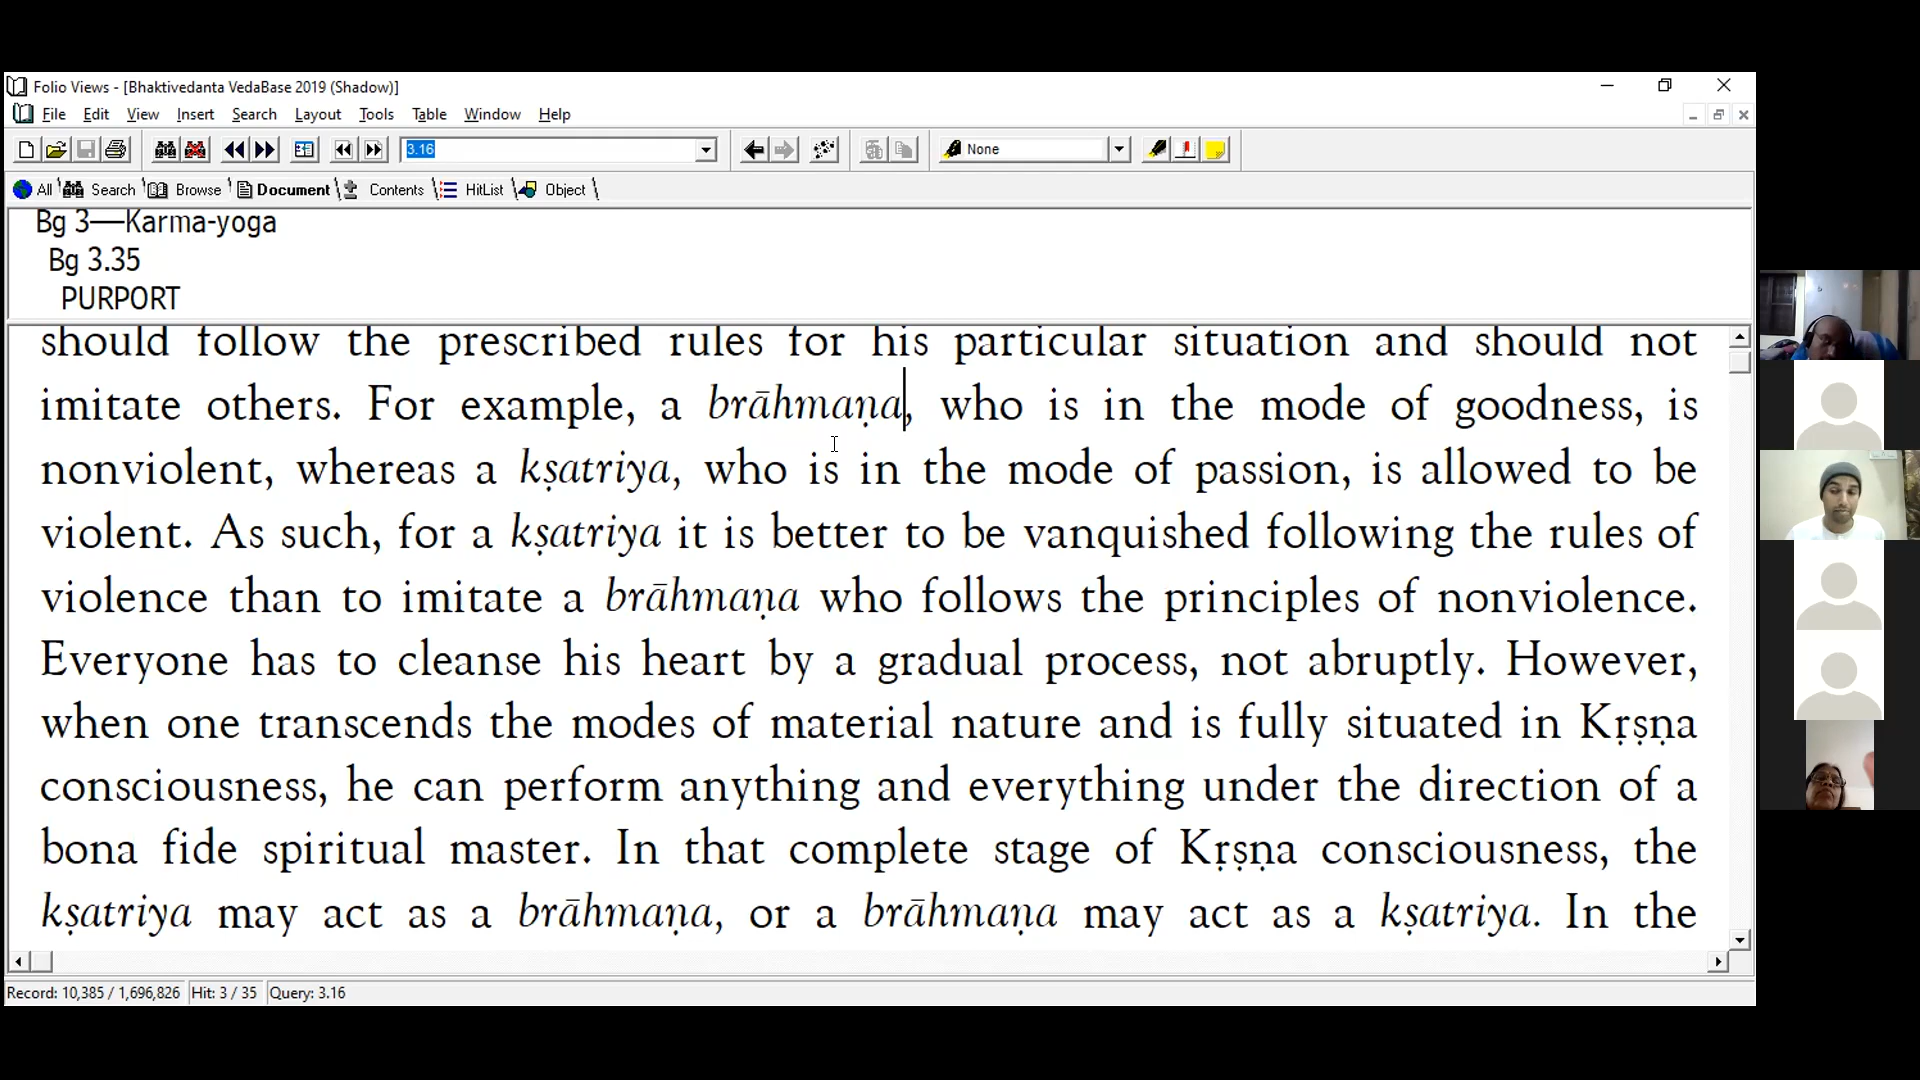 Folio Views - [Bhaktivedanta VedaBase 2019 (Shadow)]
File Edit View Insert Search Layout Tools Table Window Help
3.16 None
All Search Browse Document Contents HitList Object
Bg 3—Karma-yoga
Bg 3.35
PURPORT
should follow the prescribed rules for his particular situation and should not
imitate others. For example, a brāhmaṇa, who is in the mode of goodness, is
nonviolent, whereas a kṣatriya, who is in the mode of passion, is allowed to be
violent. As such, for a kṣatriya it is better to be vanquished following the rules of
violence than to imitate a brāhmaṇa who follows the principles of nonviolence.
Everyone has to cleanse his heart by a gradual process, not abruptly. However,
when one transcends the modes of material nature and is fully situated in Kṛṣṇa
consciousness, he can perform anything and everything under the direction of a
bona fide spiritual master. In that complete stage of Kṛṣṇa consciousness, the
kṣatriya may act as a brāhmaṇa, or a brāhmaṇa may act as a kṣatriya. In the
Record: 10,385 / 1,696,826 Hit: 3 / 35 Query: 3.16